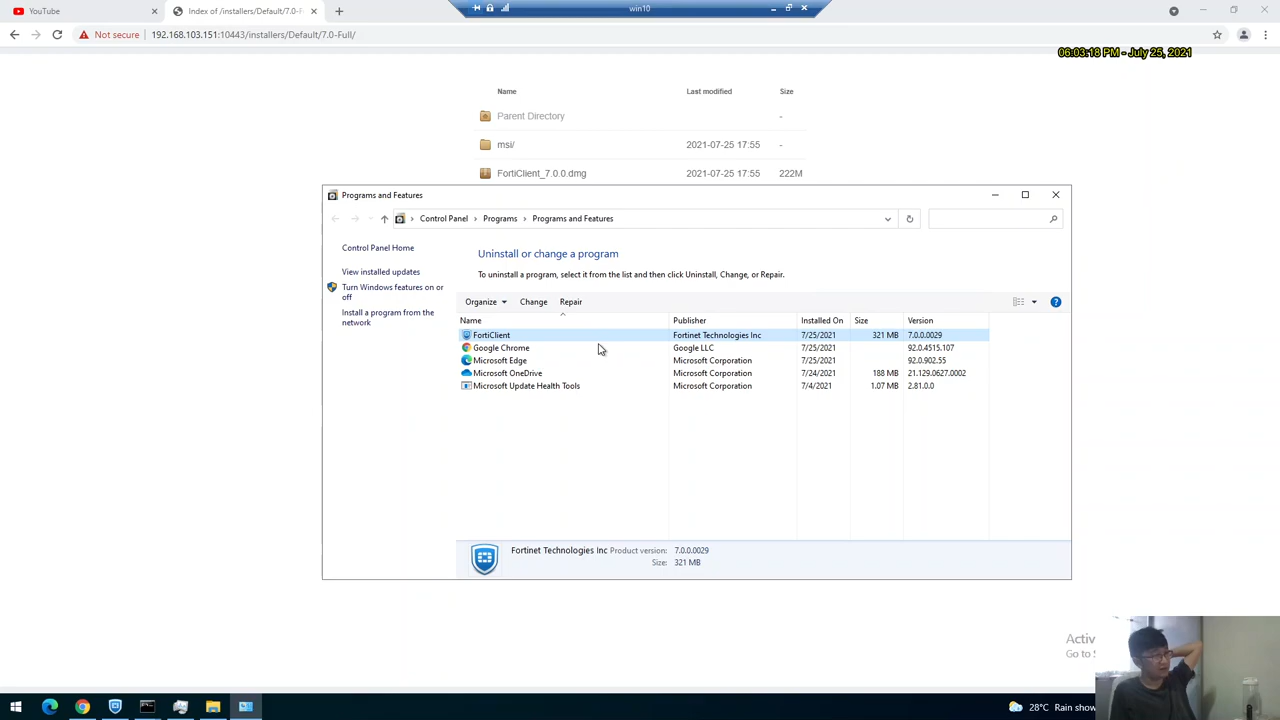 YouTube
Index of /installers/Default/7.0-F
win10
Not secure
192.168.103.151:10443/installers/Default/7.0-Full/
06:03:18 PM - July 25, 2021
Name Last modified Size
Parent Directory -
msi/ 2021-07-25 17:55 -
FortiClient_7.0.0.dmg 2021-07-25 17:55 222M
Programs and Features
Control Panel > Programs > Programs and Features
Control Panel Home
View installed updates
Turn Windows features on or
off
Install a program from the
network
Uninstall or change a program
To uninstall a program, select it from the list and then click Uninstall, Change, or Repair.
Organize Change Repair
Name Publisher Installed On Size Version
FortiClient Fortinet Technologies Inc 7/25/2021 321 MB 7.0.0.0029
Google Chrome Google LLC 7/25/2021 92.0.4515.107
Microsoft Edge Microsoft Corporation 7/25/2021 92.0.902.55
Microsoft OneDrive Microsoft Corporation 7/24/2021 188 MB 21.129.0627.0002
Microsoft Update Health Tools Microsoft Corporation 7/4/2021 1.07 MB 2.81.0.0
Fortinet Technologies Inc Product version: 7.0.0.0029
Size: 321 MB
Activ
Go to S
28°C Rain show